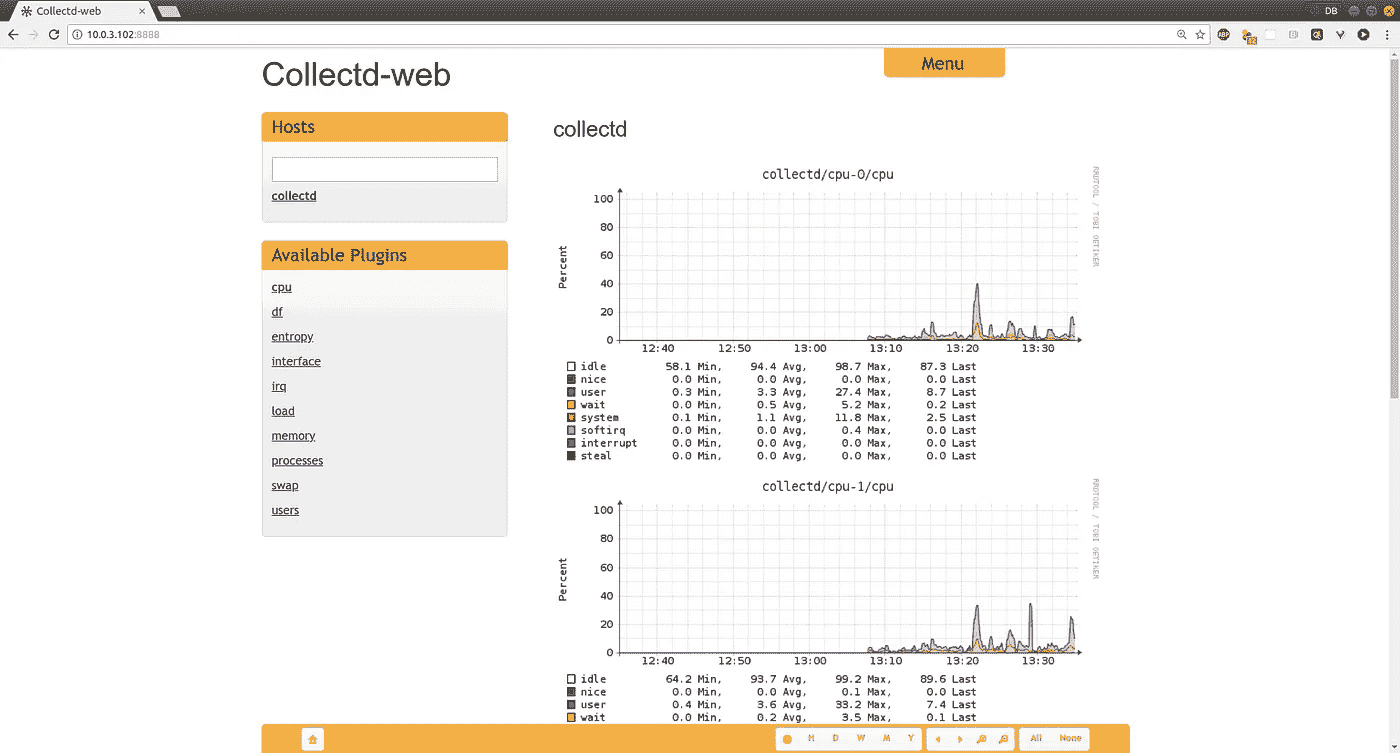 Collectd-web
DB
10.0.3.102:8888
Menu
Collectd-web
Hosts
collectd
Available Plugins
cpu
df
entropy
interface
irq
load
memory
processes
swap
users
collectd
collectd/cpu-0/cpu
RRDTOOL / TOBI OETIKER
Percent
100
80
60
40
20
0
12:40 12:50 13:00 13:10 13:20 13:30
idle 58.1 Min, 94.4 Avg, 98.7 Max, 87.3 Last
nice 0.0 Min, 0.0 Avg, 0.0 Max, 0.0 Last
user 0.3 Min, 3.3 Avg, 27.4 Max, 8.7 Last
wait 0.0 Min, 0.5 Avg, 5.2 Max, 0.2 Last
system 0.1 Min, 1.1 Avg, 11.8 Max, 2.5 Last
softirq 0.0 Min, 0.0 Avg, 0.4 Max, 0.0 Last
interrupt 0.0 Min, 0.0 Avg, 0.0 Max, 0.0 Last
steal 0.0 Min, 0.0 Avg, 0.0 Max, 0.0 Last
collectd/cpu-1/cpu
RRDTOOL / TOBI OETIKER
Percent
100
80
60
40
20
0
12:40 12:50 13:00 13:10 13:20 13:30
idle 64.2 Min, 93.7 Avg, 99.2 Max, 89.6 Last
nice 0.0 Min, 0.0 Avg, 0.1 Max, 0.0 Last
user 0.4 Min, 3.6 Avg, 33.2 Max, 7.4 Last
wait 0.0 Min, 0.2 Avg, 3.5 Max, 0.1 Last
H D W M Y All None